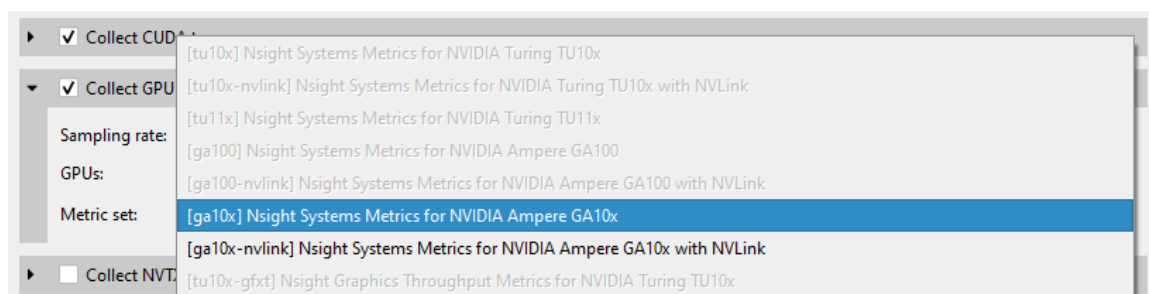 Collect CUDA
[tu10x] Nsight Systems Metrics for NVIDIA Turing TU10x
[tu10x-nvlink] Nsight Systems Metrics for NVIDIA Turing TU10x with NVLink
Collect GPU
[tu11x] Nsight Systems Metrics for NVIDIA Turing TU11x
Sampling rate:
[ga100] Nsight Systems Metrics for NVIDIA Ampere GA100
GPUs:
[ga100-nvlink] Nsight Systems Metrics for NVIDIA Ampere GA100 with NVLink
Metric set:
[ga10x] Nsight Systems Metrics for NVIDIA Ampere GA10x
[ga10x-nvlink] Nsight Systems Metrics for NVIDIA Ampere GA10x with NVLink
Collect NVTX
[tu10x-gfxt] Nsight Graphics Throughput Metrics for NVIDIA Turing TU10x